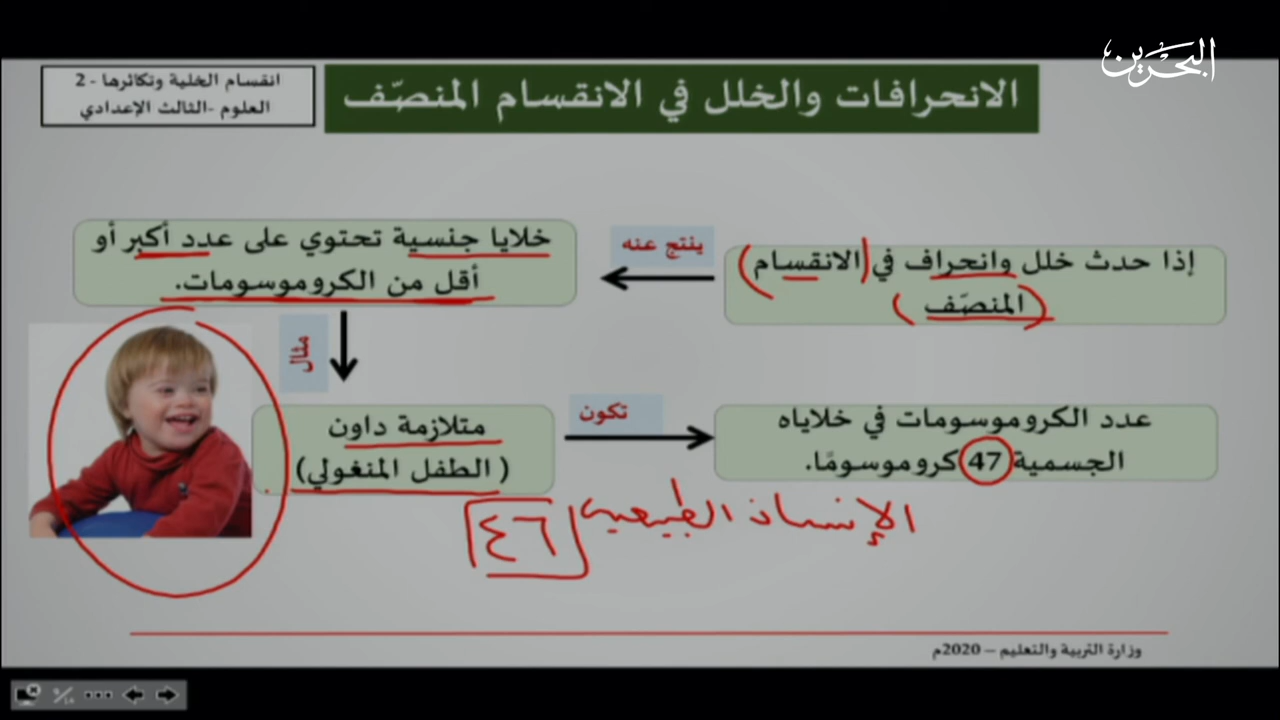 البحرين
الانحرافات والخلل في الانقسام المنصّف
انقسام الخلية وتكاثرها - 2
العلوم -الثالث الإعدادي
إذا حدث خلل وانحراف في الانقسام
المنصّف
ينتج عنه
خلايا جنسية تحتوي على عدد أكبر أو
أقل من الكروموسومات.
مثال
متلازمة داون
( الطفل المنغولي)
تكون
عدد الكروموسومات في خلاياه
الجسمية 47 كروموسومًا.
الإنسان الطبيعي ٤٦
وزارة التربية والتعليم – 2020م